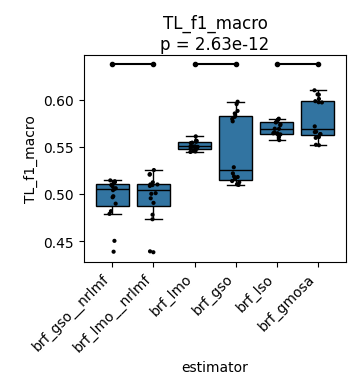 TL_f1_macro
p = 2.63e-12
TL_f1_macro
0.60
0.55
0.50
0.45
brf_gso__nrlmf
brf_lmo__nrlmf
brf_lmo
brf_gso
brf_lso
brf_gmosa
estimator